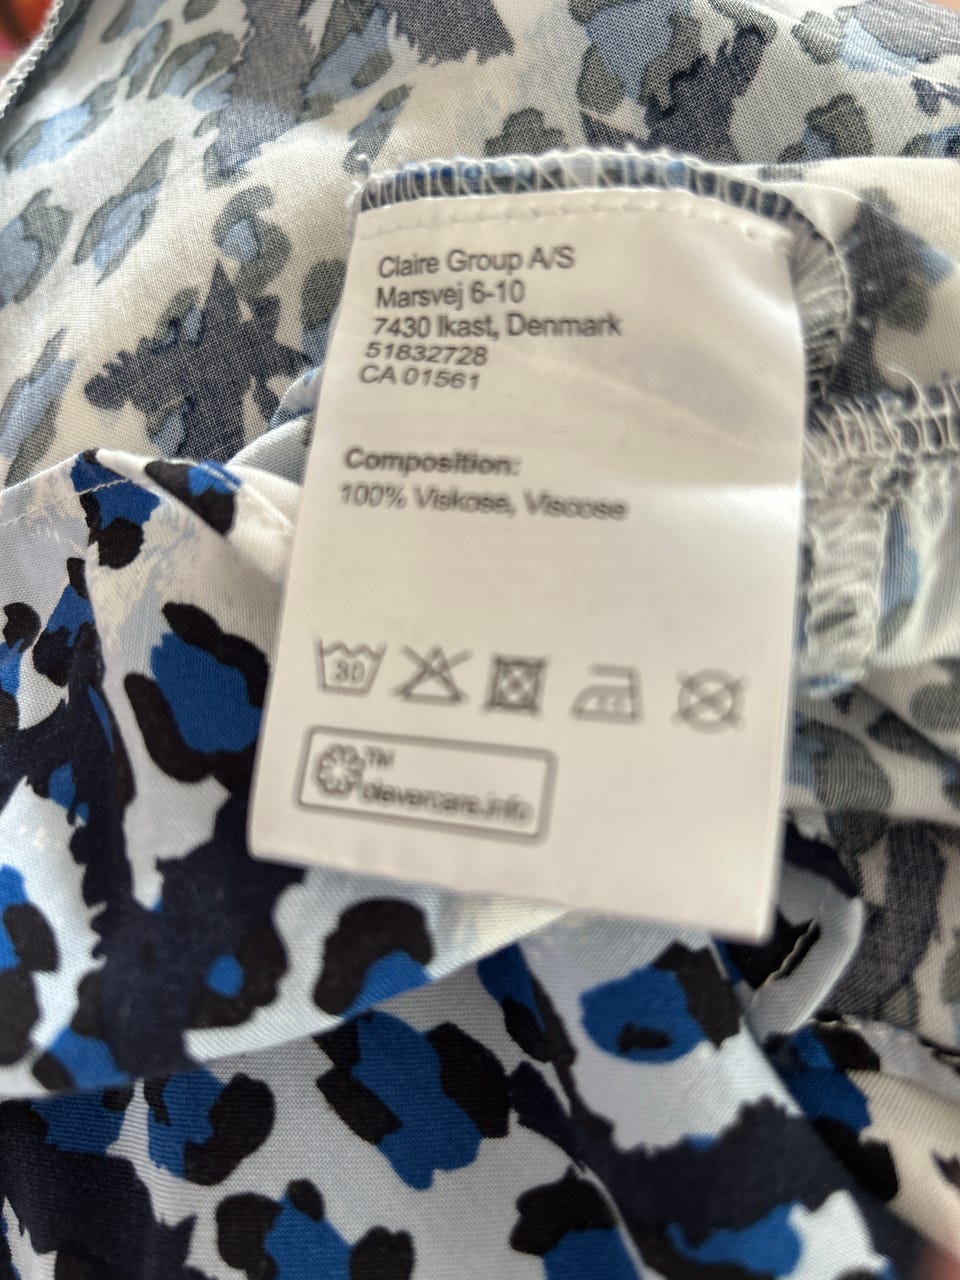 Claire Group A/S
Marsvej 6-10
7430 Ikast, Denmark
51832728
CA 01561
Composition:
100% Viskose, Viscose
30
TM
clevercare.info